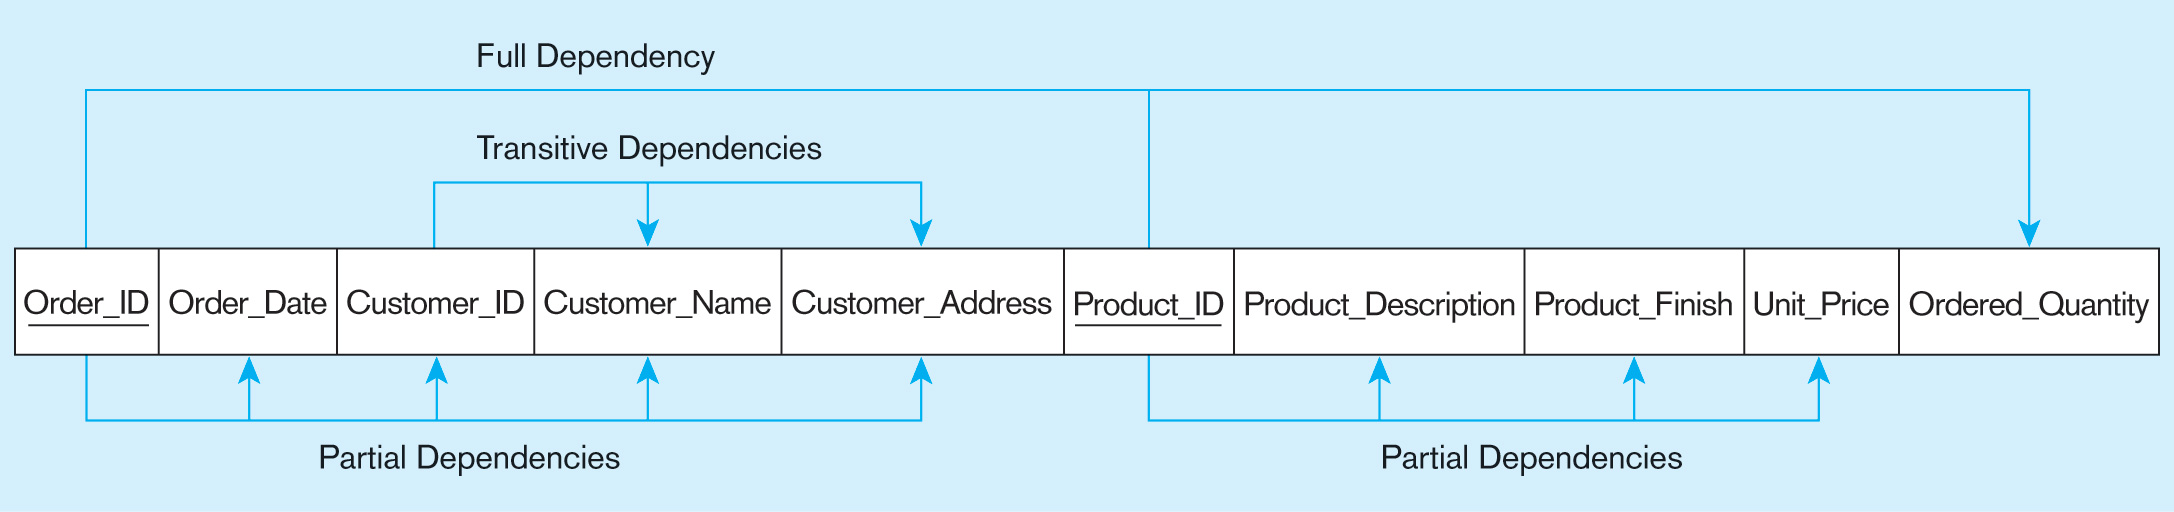 Full Dependency
Transitive Dependencies
Order_ID Order_Date Customer_ID Customer_Name Customer_Address Product_ID Product_Description Product_Finish Unit_Price Ordered_Quantity
Partial Dependencies Partial Dependencies